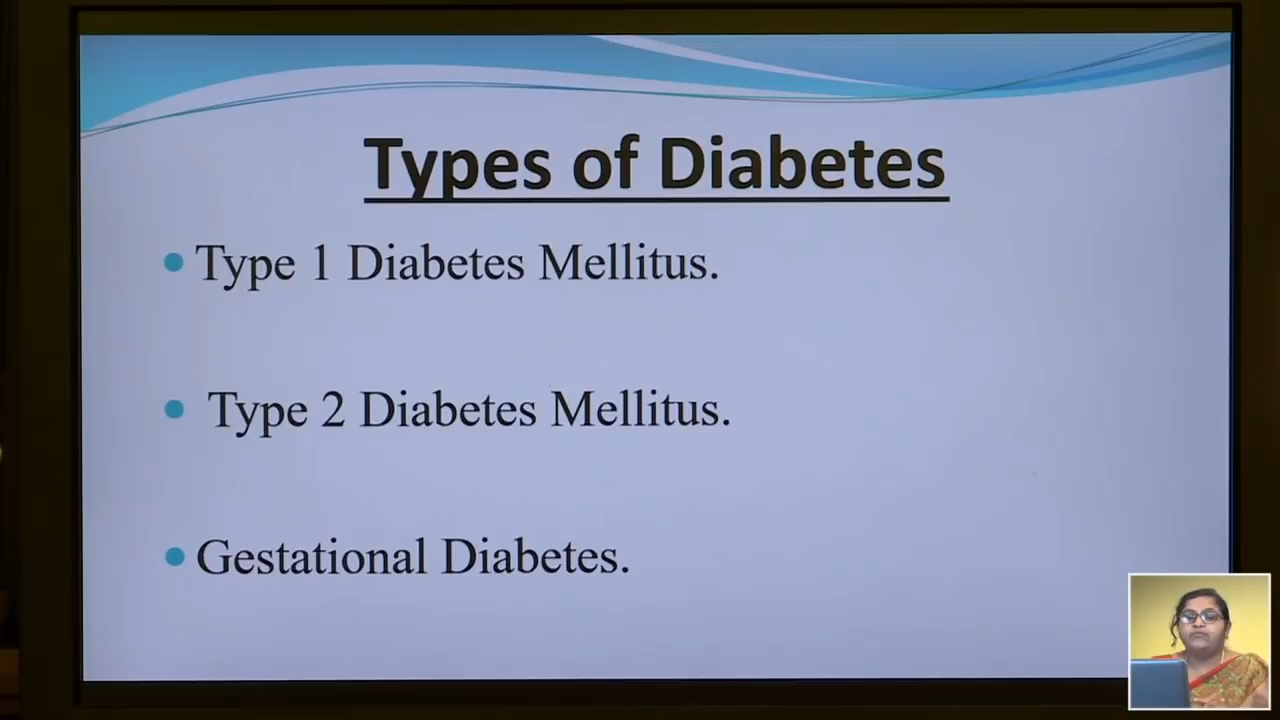 Types of Diabetes
Type 1 Diabetes Mellitus.
Type 2 Diabetes Mellitus.
Gestational Diabetes.